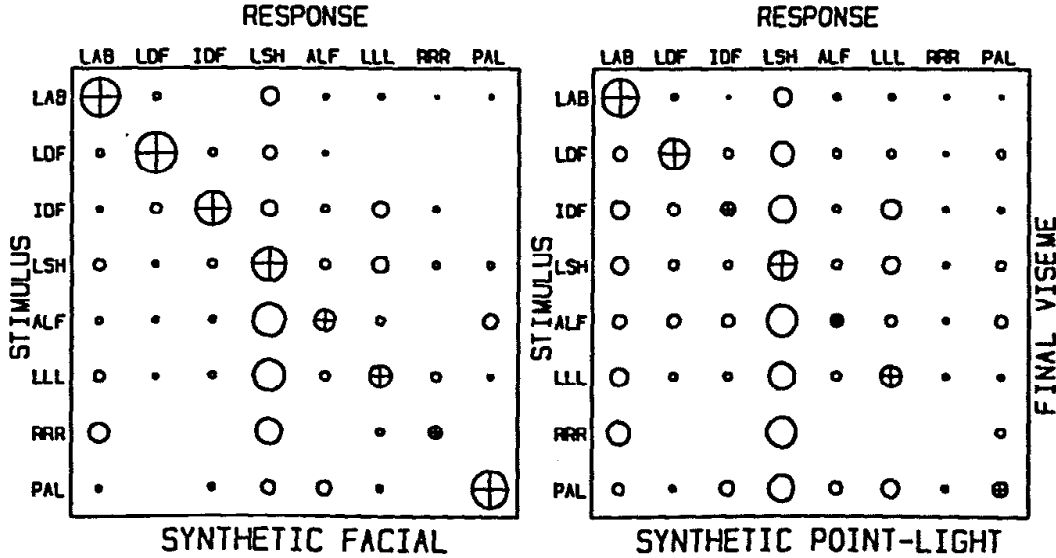 RESPONSE
LAB LDF IDF LSH ALF LLL RRR PAL
LAB
LDF
IDF
LSH
ALF
LLL
RRR
PAL
STIMULUS
SYNTHETIC FACIAL
RESPONSE
LAB LDF IDF LSH ALF LLL RRR PAL
LAB
LDF
IDF
LSH
ALF
LLL
RRR
PAL
STIMULUS
SYNTHETIC POINT-LIGHT
FINAL VISEME